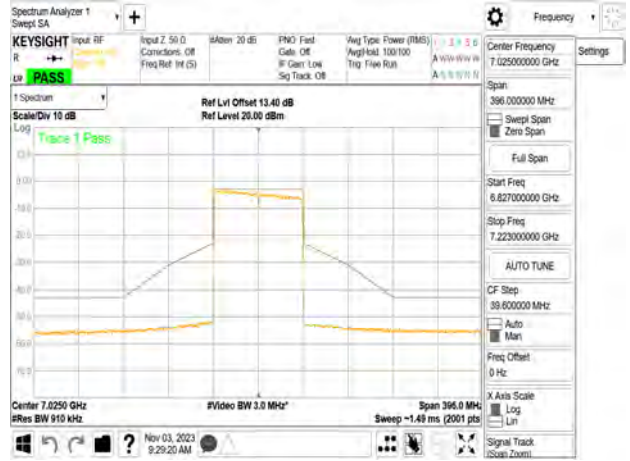 Spectrum Analyzer 1
Swept SA
Frequency
KEYSIGHT
Input: RF
Input Z: 50 Ω
Corrections: Off
Freq Ref: Int (S)
#Atten: 20 dB
PNO: Fast
Gate: Off
IF Gain: Low
Sig Track: Off
Avg Type: Power (RMS)
Avg|Hold: 100/100
Trig: Free Run
PASS
1 Spectrum
Scale/Div 10 dB
Log
Ref Lvl Offset 13.40 dB
Ref Level 20.00 dBm
Trace 1 Pass
Center 7.0250 GHz
#Res BW 910 kHz
#Video BW 3.0 MHz*
Span 396.0 MHz
Sweep ~1.49 ms (2001 pts)
Nov 03, 2023
9:29:20 AM
Center Frequency
7.025000000 GHz
Settings
Span
396.000000 MHz
Swept Span
Zero Span
Full Span
Start Freq
6.827000000 GHz
Stop Freq
7.223000000 GHz
AUTO TUNE
CF Step
39.600000 MHz
Auto
Man
Freq Offset
0 Hz
X Axis Scale
Log
Lin
Signal Track
(Span Zoom)